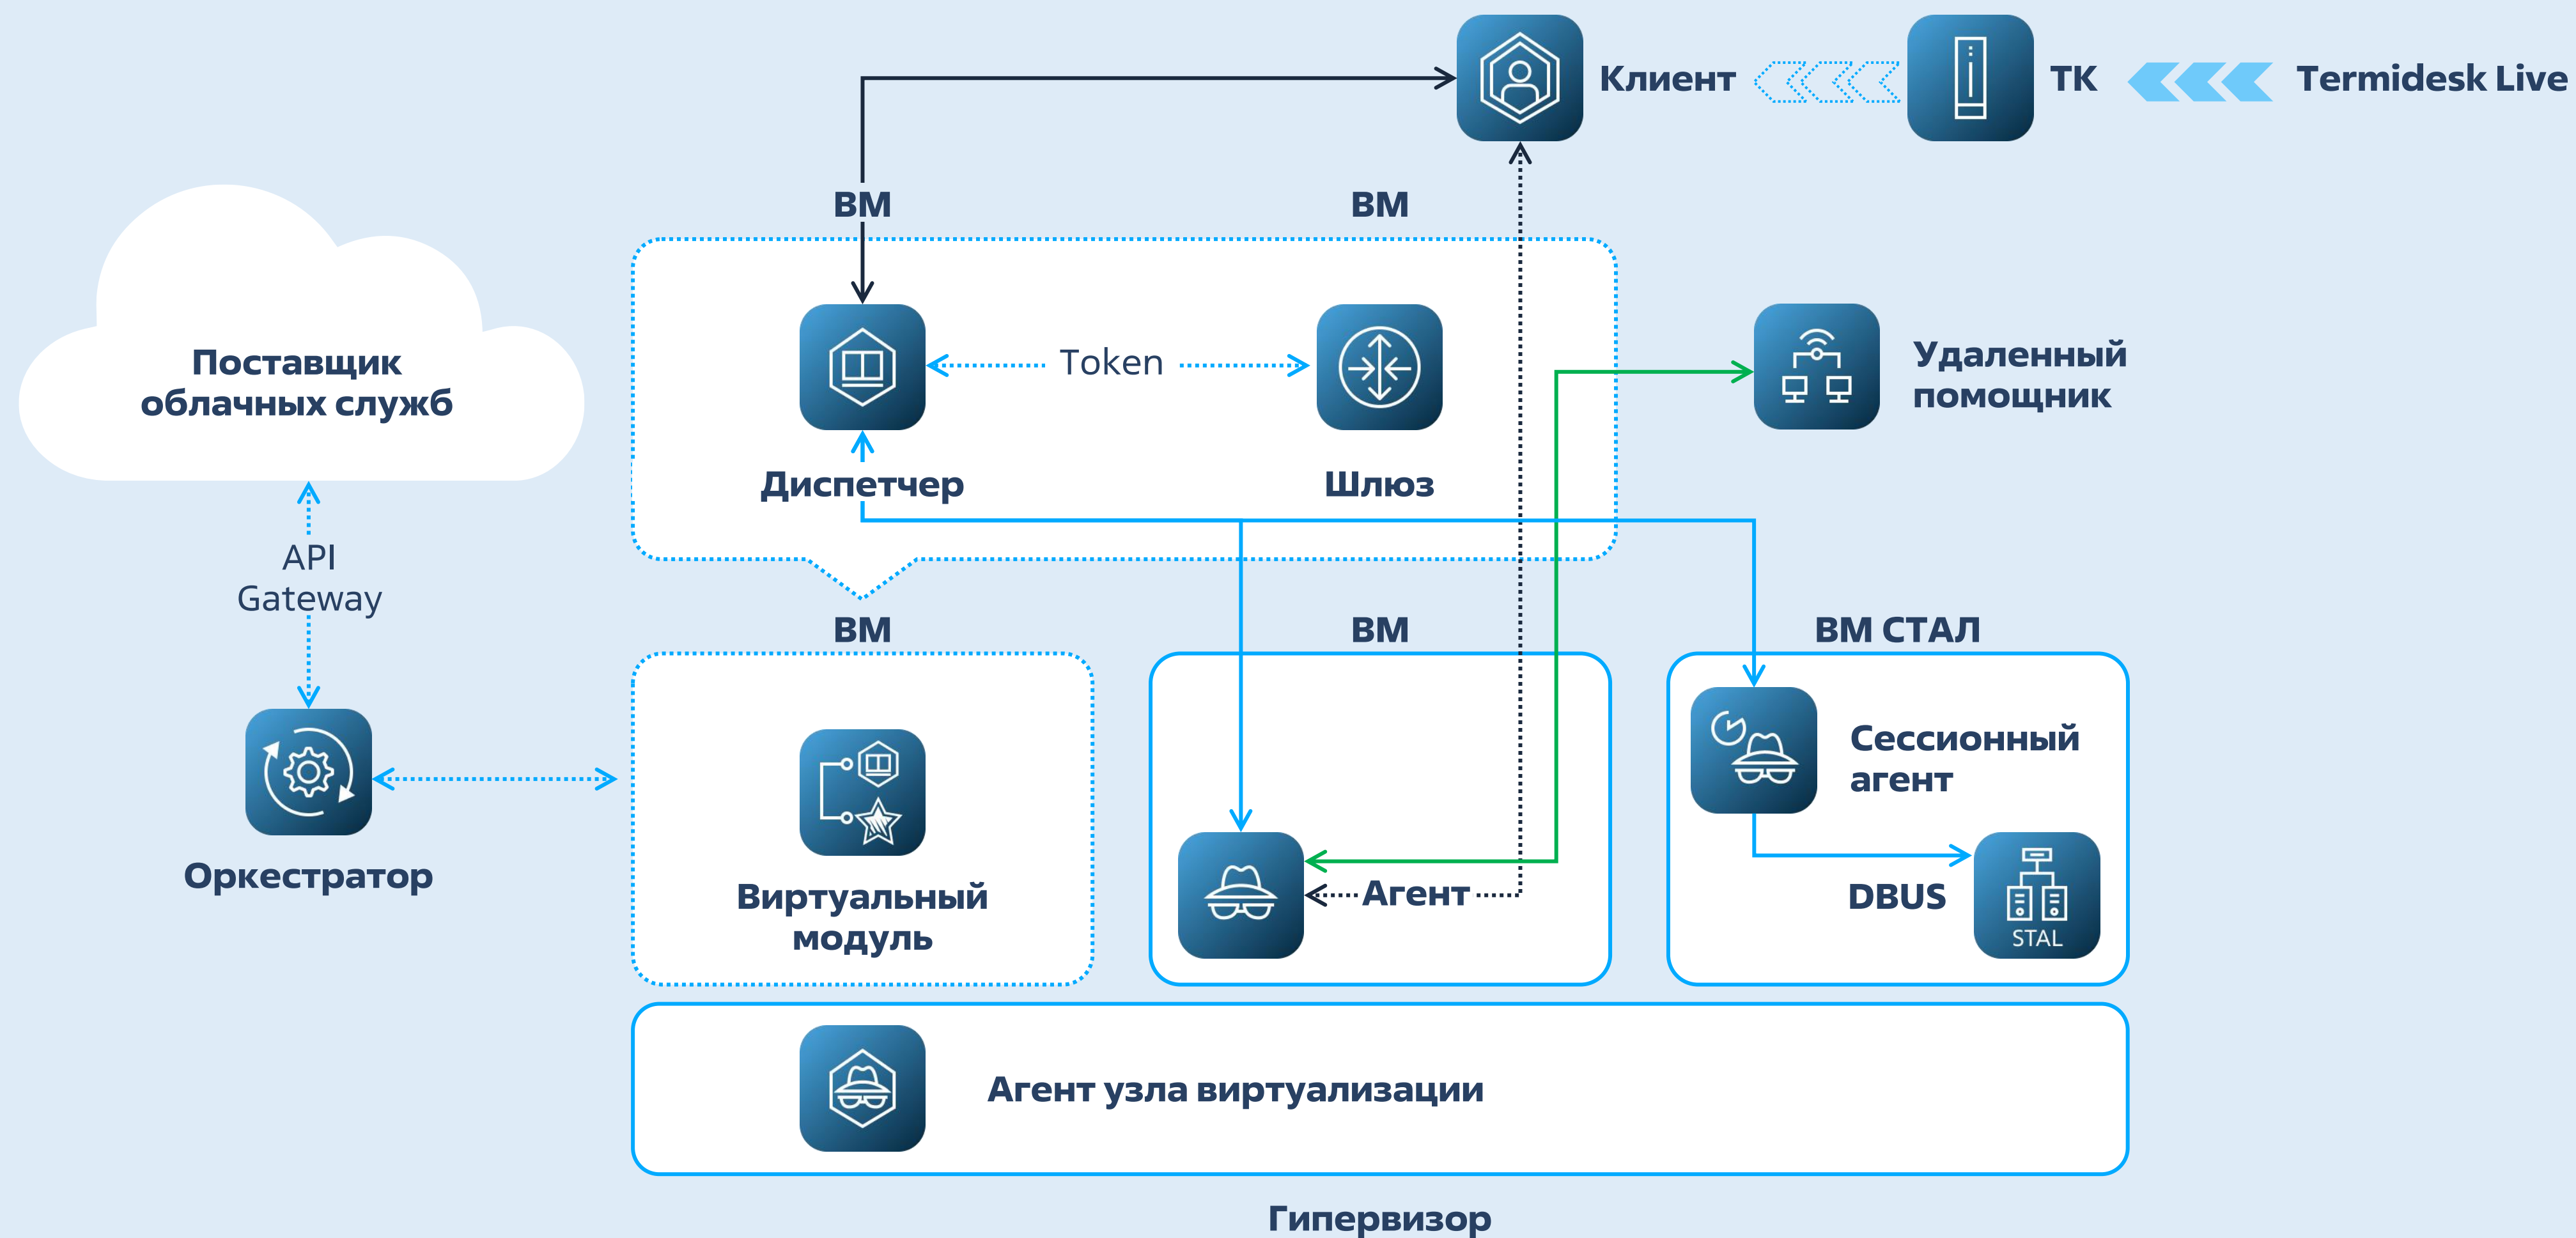 Клиент
ТК
Termidesk Live
ВМ
ВМ
Поставщик
облачных служб
Token
Удаленный
помощник
Диспетчер
Шлюз
API
Gateway
ВМ
ВМ
ВМ СТАЛ
Сессионный
агент
Оркестратор
Виртуальный
модуль
Агент
DBUS
STAL
Агент узла виртуализации
Гипервизор